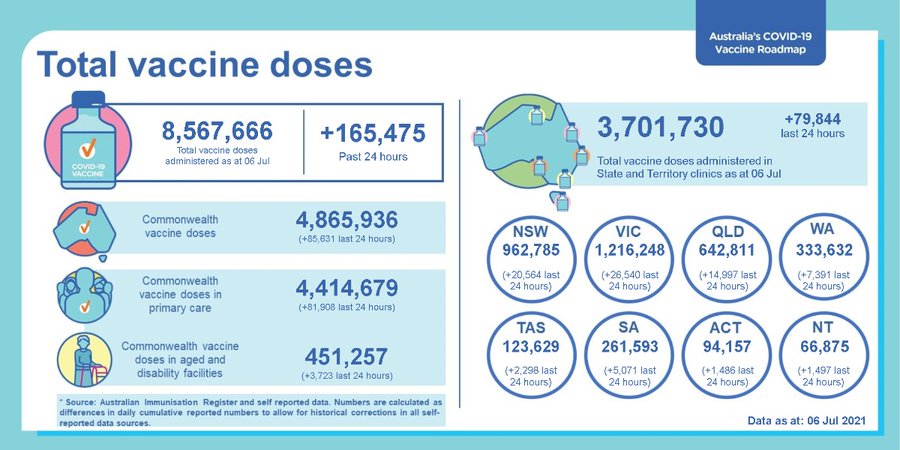 Australia's COVID-19
Vaccine Roadmap
Total vaccine doses
COVID-19
VACCINE
8,567,666
Total vaccine doses
administered as at 06 Jul
+165,475
Past 24 hours
Commonwealth
vaccine doses
4,865,936
(+85,631 last 24 hours)
Commonwealth
vaccine doses in
primary care
4,414,679
(+81,908 last 24 hours)
Commonwealth vaccine
doses in aged and
disability facilities
451,257
(+3,723 last 24 hours)
* Source: Australian Immunisation Register and self reported data. Numbers are calculated as
differences in daily cumulative reported numbers to allow for historical corrections in all self-
reported data sources.
3,701,730
+79,844
last 24 hours
Total vaccine doses administered in
State and Territory clinics as at 06 Jul
NSW
962,785
(+20,564 last
24 hours)
VIC
1,216,248
(+26,540 last
24 hours)
QLD
642,811
(+14,997 last
24 hours)
WA
333,632
(+7,391 last
24 hours)
TAS
123,629
(+2,298 last
24 hours)
SA
261,593
(+5,071 last
24 hours)
ACT
94,157
(+1,486 last
24 hours)
NT
66,875
(+1,497 last
24 hours)
Data as at: 06 Jul 2021